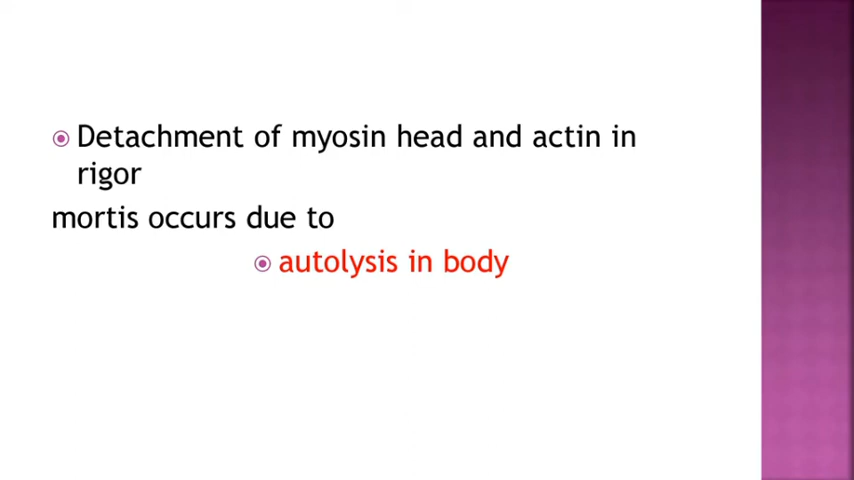 Detachment of myosin head and actin in
rigor
mortis occurs due to
autolysis in body